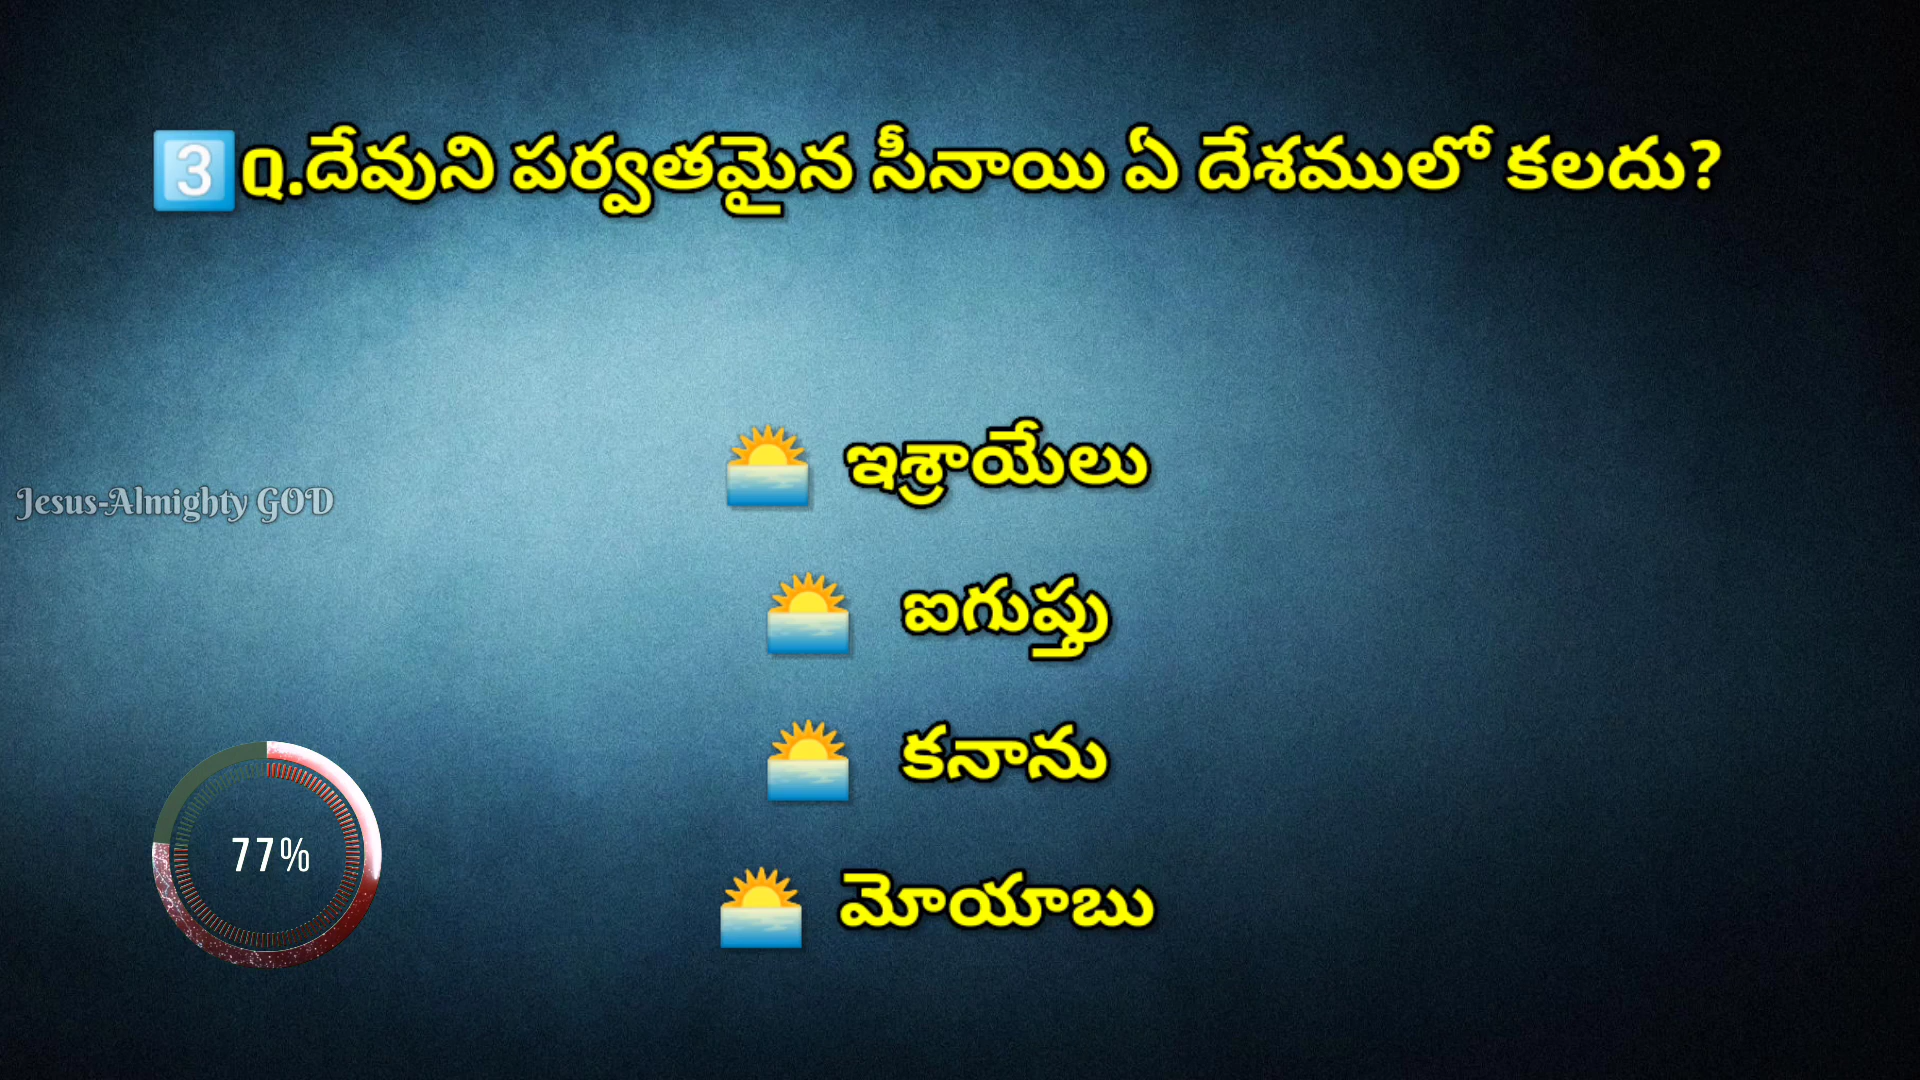 3️⃣Q.దేవుని పర్వతమైన సీనాయి ఏ దేశములో కలదు?
🌅 ఇశ్రాయేలు
Jesus-Almighty GOD
🌅 ఐగుప్తు
🌅 కనాను
77%
🌅 మోయాబు